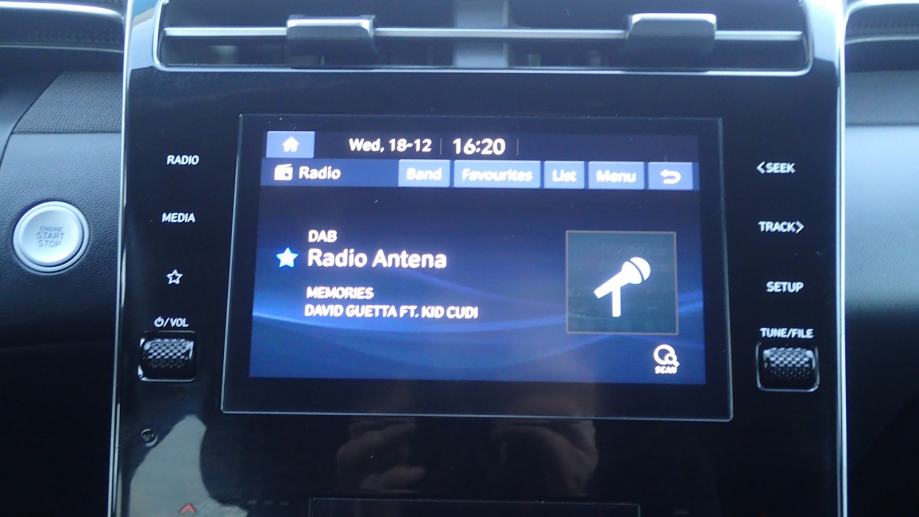 Wed, 18-12 16:20
RADIO
Radio Band Favourites List Menu
<SEEK
ENGINE
START
STOP
MEDIA
DAB
Radio Antena
TRACK>
MEMORIES
DAVID GUETTA FT. KID CUDI
SETUP
/VOL
TUNE/FILE
SCAN